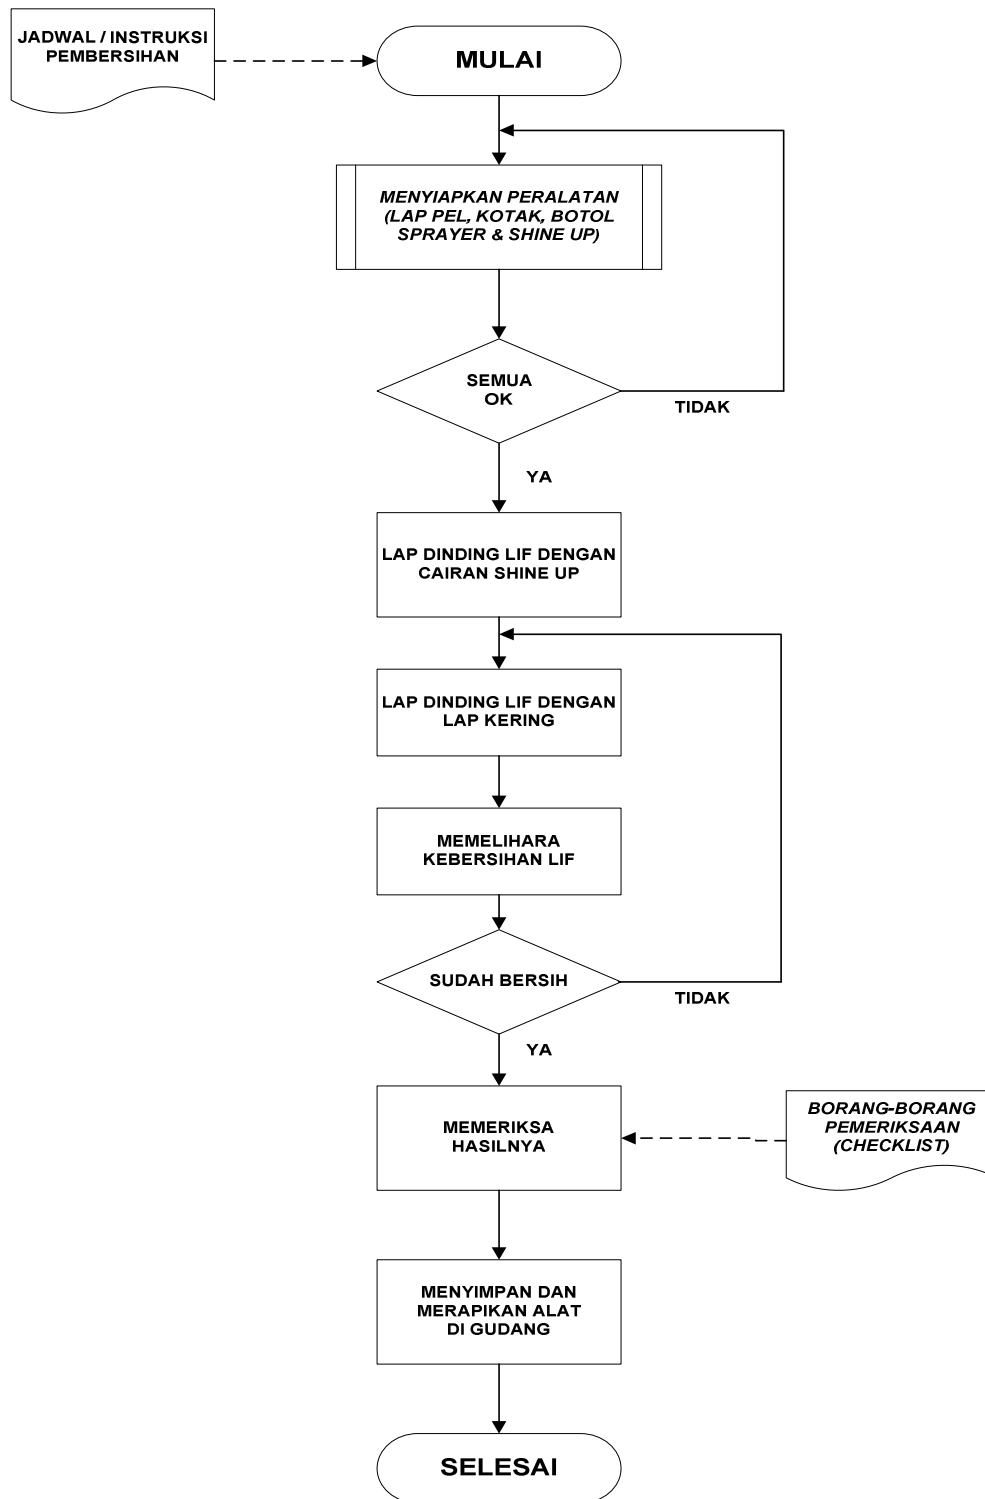 JADWAL / INSTRUKSI
PEMBERSIHAN
MULAI
MENYIAPKAN PERALATAN
(LAP PEL, KOTAK, BOTOL
SPRAYER & SHINE UP)
SEMUA
OK
TIDAK
YA
LAP DINDING LIF DENGAN
CAIRAN SHINE UP
LAP DINDING LIF DENGAN
LAP KERING
MEMELIHARA
KEBERSIHAN LIF
SUDAH BERSIH
TIDAK
YA
MEMERIKSA
HASILNYA
BORANG-BORANG
PEMERIKSAAN
(CHECKLIST)
MENYIMPAN DAN
MERAPIKAN ALAT
DI GUDANG
SELESAI